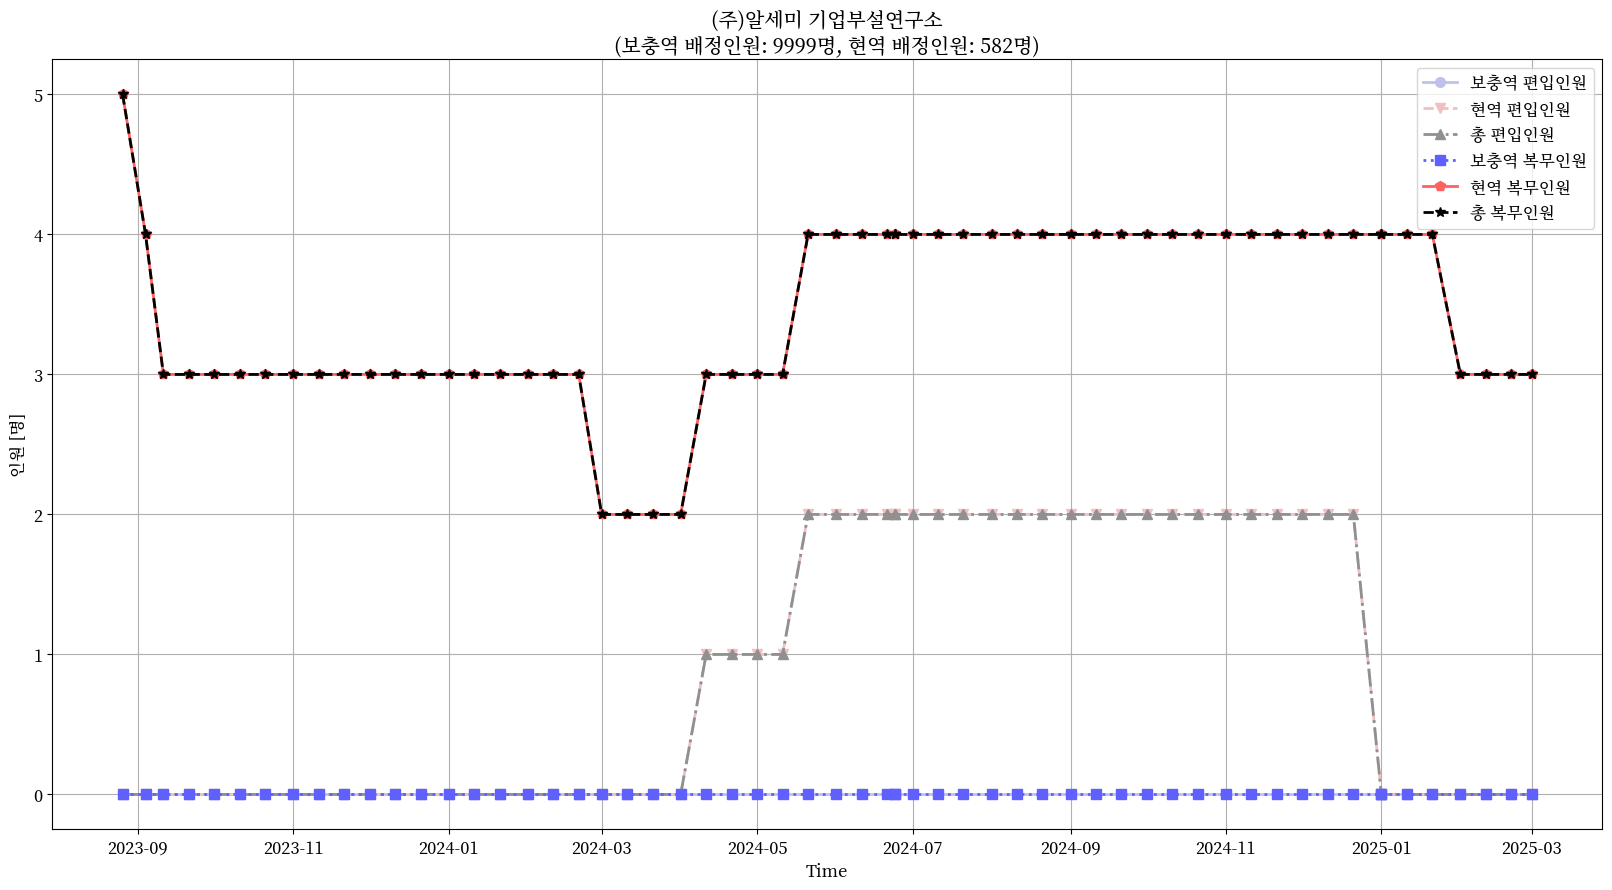 (주)알세미 기업부설연구소
(보충역 배정인원: 9999명, 현역 배정인원: 582명)
보충역 편입인원
현역 편입인원
총 편입인원
보충역 복무인원
현역 복무인원
총 복무인원
인원 [명]
5
4
3
2
1
0
2023-09
2023-11
2024-01
2024-03
2024-05
2024-07
2024-09
2024-11
2025-01
2025-03
Time